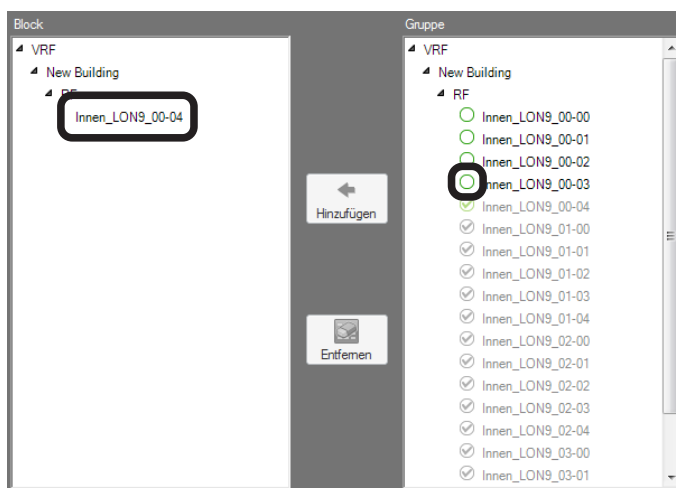 Block
VRF
New Building
Innen_LON9_00-04
Hinzufügen
Entfernen
Gruppe
VRF
New Building
RF
Innen_LON9_00-00
Innen_LON9_00-01
Innen_LON9_00-02
Innen_LON9_00-03
Innen_LON9_00-04
Innen_LON9_01-00
Innen_LON9_01-01
Innen_LON9_01-02
Innen_LON9_01-03
Innen_LON9_01-04
Innen_LON9_02-00
Innen_LON9_02-01
Innen_LON9_02-02
Innen_LON9_02-03
Innen_LON9_02-04
Innen_LON9_03-00
Innen_LON9_03-01